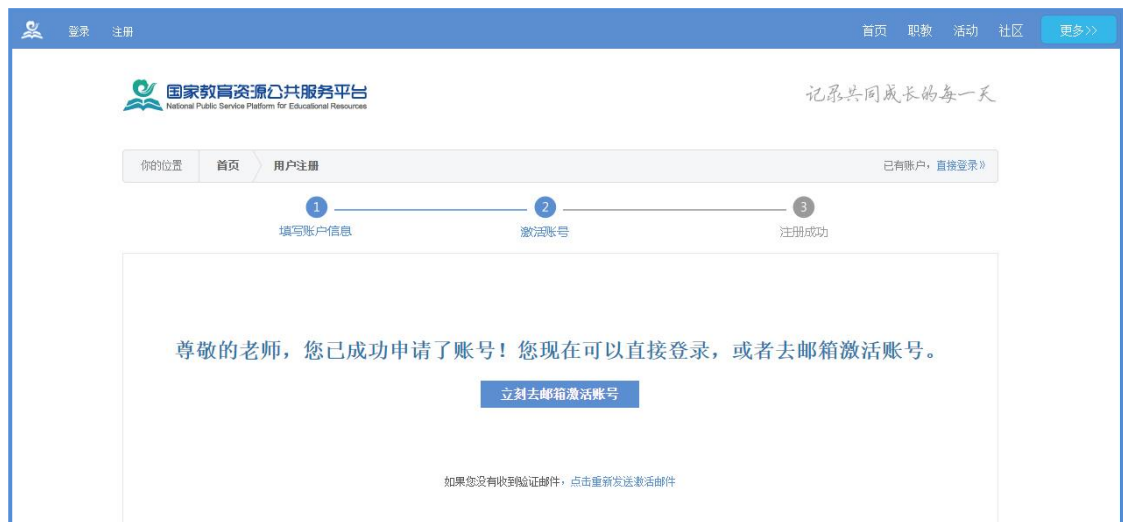 登录 注册 首页 职教 活动 社区 更多>>
国家教育资源公共服务平台 记录共同成长的每一天
National Public Service Platform for Educational Resources
你的位置 首页 用户注册 已有账户，直接登录》
1 2 3
填写账户信息 激活账号 注册成功
尊敬的老师，您已成功申请了账号！您现在可以直接登录，或者去邮箱激活账号。
立刻去邮箱激活账号
如果您没有收到验证邮件，点击重新发送激活邮件